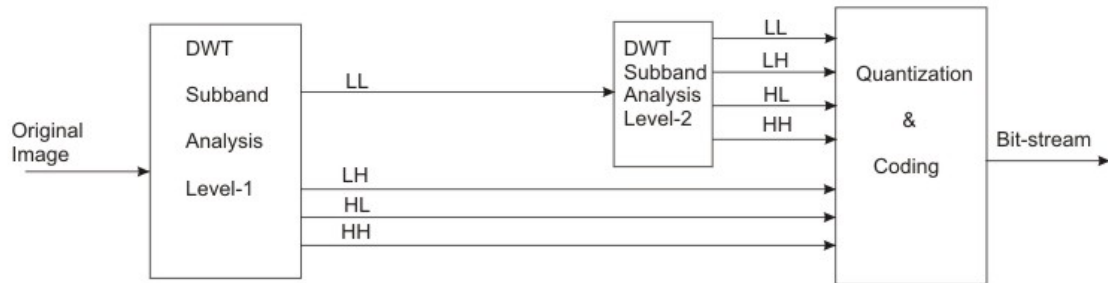 Original
Image
DWT
Subband
Analysis
Level-1
LL
LH
HL
HH
DWT
Subband
Analysis
Level-2
LL
LH
HL
HH
Quantization
&
Coding
Bit-stream